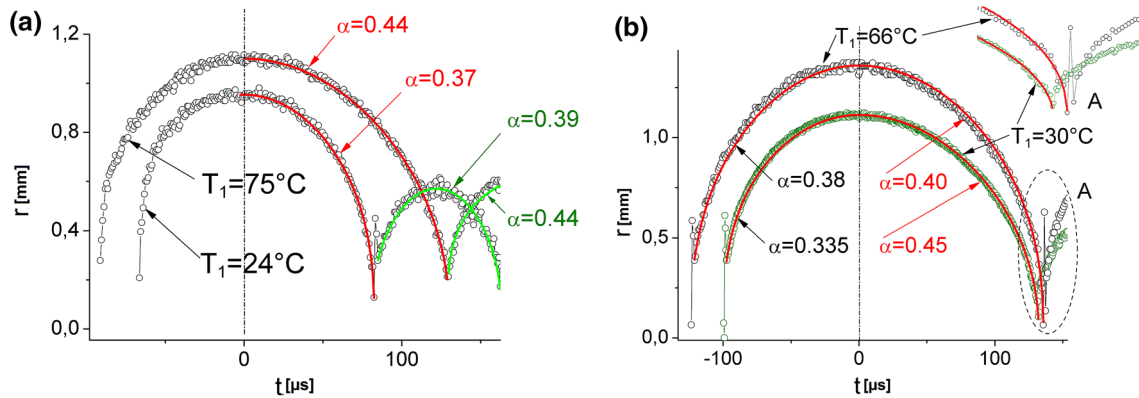 (a)
1,2
0,8
0,4
0,0
r [mm]
0
100
t [µs]
α=0.44
α=0.37
α=0.39
α=0.44
T₁=75°C
T₁=24°C
(b)
1,0
0,5
0,0
r [mm]
-100
0
100
t [µs]
T₁=66°C
A
T₁=30°C
α=0.38
α=0.40
A
α=0.335
α=0.45